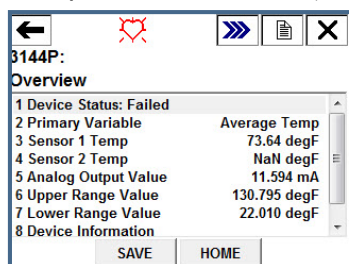 3144P:
Overview
1 Device Status: Failed
2 Primary Variable Average Temp
3 Sensor 1 Temp 73.64 degF
4 Sensor 2 Temp NaN degF
5 Analog Output Value 11.594 mA
6 Upper Range Value 130.795 degF
7 Lower Range Value 22.010 degF
8 Device Information
SAVE HOME